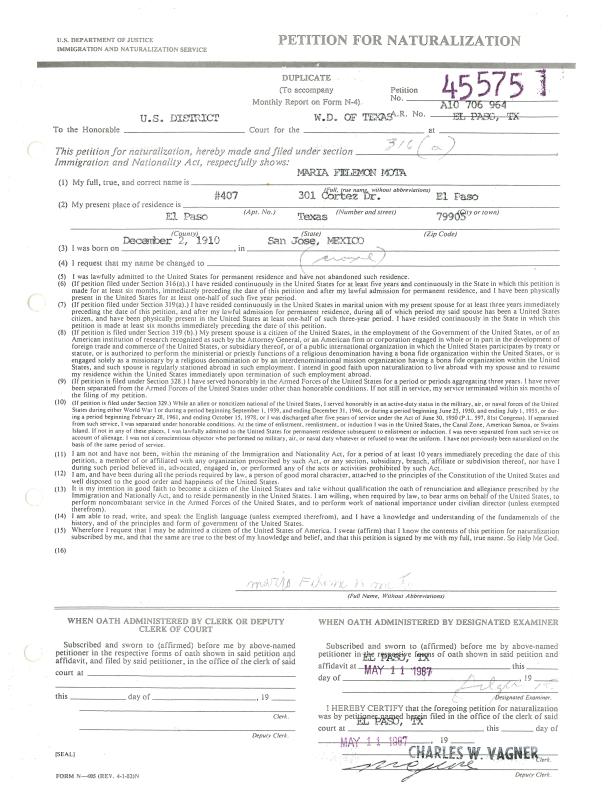 U.S. DEPARTMENT OF JUSTICE
IMMIGRATION AND NATURALIZATION SERVICE
PETITION FOR NATURALIZATION
DUPLICATE
(To accompany
Monthly Report on Form N-4)
Petition
No. 455751
A10 706 964
A.R. No. EL PASO, TX
U.S. DISTRICT W.D. OF TEXAS
To the Honorable Court for the at
This petition for naturalization, hereby made and filed under section 316(a)
Immigration and Nationality Act, respectfully shows:
MARIA FILEMON MOTA
(1) My full, true, and correct name is
(Full, true name, without abbreviations)
#407 301 Cortez Dr. El Paso
(2) My present place of residence is
(Apt. No.) (Number and street) (City or town)
El Paso Texas 79905
(County) (State) (Zip Code)
December 2, 1910 San Jose, MEXICO
(3) I was born on , in
(4) I request that my name be changed to (none)
(5) I was lawfully admitted to the United States for permanent residence and have not abandoned such residence.
(6) (If petition filed under Section 316(a).) I have resided continuously in the United States for at least five years and continuously in the State in which this petition is
made for at least six months, immediately preceding the date of this petition and after my lawful admission for permanent residence, and I have been physically
present in the United States for at least one-half of such five year period.
(7) (If petition filed under Section 319(a).) I have resided continuously in the United States in marital union with my present spouse for at least three years immediately
preceding the date of this petition, and after my lawful admission for permanent residence, during all of which period my said spouse has been a United States
citizen, and have been physically present in the United States at least one-half of such three-year period. I have resided continuously in the State in which this
petition is made at least six months immediately preceding the date of this petition.
(8) (If petition is filed under Section 319 (b).) My present spouse is a citizen of the United States, in the employment of the Government of the United States, or of an
American institution of research recognized as such by the Attorney General, or an American firm or corporation engaged in whole or in part in the development of
foreign trade and commerce of the United States, or subsidiary thereof, or of a public international organization in which the United States participates by treaty or
statute, or is authorized to perform the ministerial or priestly functions of a religious denomination having a bona fide organization within the United States, or is
engaged solely as a missionary by a religious denomination or by an interdenominational mission organization having a bona fide organization within the United
States, and such spouse is regularly stationed abroad in such employment. I intend in good faith upon naturalization to live abroad with my spouse and to resume
my residence within the United States immediately upon termination of such employment abroad.
(9) (If petition filed under Section 328.) I have served honorably in the Armed Forces of the United States for a period or periods aggregating three years. I have never
been separated from the Armed Forces of the United States under other than honorable conditions. If not still in service, my service terminated within six months of
the filing of my petition.
(10) (If petition is filed under Section 329.) While an alien or noncitizen national of the United States, I served honorably in an active-duty status in the military, air, or naval forces of the United
States during either World War I or during a period beginning September 1, 1939, and ending December 31, 1946, or during a period beginning June 25, 1950, and ending July 1, 1955, or dur-
ing a period beginning February 28, 1961, and ending October 15, 1978, or I was discharged after five years of service under the Act of June 30, 1950 (P.L. 597, 81st Congress). If separated
from such service, I was separated under honorable conditions. At the time of enlistment, reenlistment, or induction I was in the United States, the Canal Zone, American Samoa, or Swains
Island. If not in any of these places, I was lawfully admitted to the United States for permanent residence subsequent to enlistment or induction. I was never separated from such service on
account of alienage. I was not a conscientious objector who performed no military, air, or naval duty whatever or refused to wear the uniform. I have not previously been naturalized on the
basis of the same period of service.
(11) I am not and have not been, within the meaning of the Immigration and Nationality Act, for a period of at least 10 years immediately preceding the date of this
petition, a member of or affiliated with any organization proscribed by such Act, or any section, subsidiary, branch, affiliate or subdivision thereof, nor have I
during such period believed in, advocated, engaged in, or performed any of the acts or activities prohibited by such Act.
(12) I am, and have been during all the periods required by law, a person of good moral character, attached to the principles of the Constitution of the United States and
well disposed to the good order and happiness of the United States.
(13) It is my intention in good faith to become a citizen of the United States and take without qualification the oath of renunciation and allegiance prescribed by the
Immigration and Nationality Act, and to reside permanently in the United States. I am willing, when required by law, to bear arms on behalf of the United States, to
perform noncombatant service in the Armed Forces of the United States, and to perform work of national importance under civilian director (unless exempted
therefrom).
(14) I am able to read, write, and speak the English language (unless exempted therefrom), and I have a knowledge and understanding of the fundamentals of the
history, and of the principles and form of government of the United States.
(15) Wherefore I request that I may be admitted a citizen of the United States of America. I swear (affirm) that I know the contents of this petition for naturalization
subscribed by me, and that the same are true to the best of my knowledge and belief, and that this petition is signed by me with my full, true name. So Help Me God.
(16)
(Full Name, Without Abbreviations)
WHEN OATH ADMINISTERED BY CLERK OR DEPUTY
CLERK OF COURT
Subscribed and sworn to (affirmed) before me by above-named
petitioner in the respective forms of oath shown in said petition and
affidavit, and filed by said petitioner, in the office of the clerk of said
court at
this day of , 19
Clerk.
Deputy Clerk.
[SEAL]
WHEN OATH ADMINISTERED BY DESIGNATED EXAMINER
Subscribed and sworn to (affirmed) before me by above-named
petitioner in the respective forms of oath shown in said petition and
EL PASO, TX
affidavit at MAY 11 1987 this
day of , 19
Designated Examiner.
I HEREBY CERTIFY that the foregoing petition for naturalization
was by petitioner named herein filed in the office of the clerk of said
EL PASO, TX
court at this day of
MAY 11 1987 , 19
CHARLES W. VAGNER
Clerk.
Deputy Clerk.
FORM N—405 (REV. 4-1-83)N